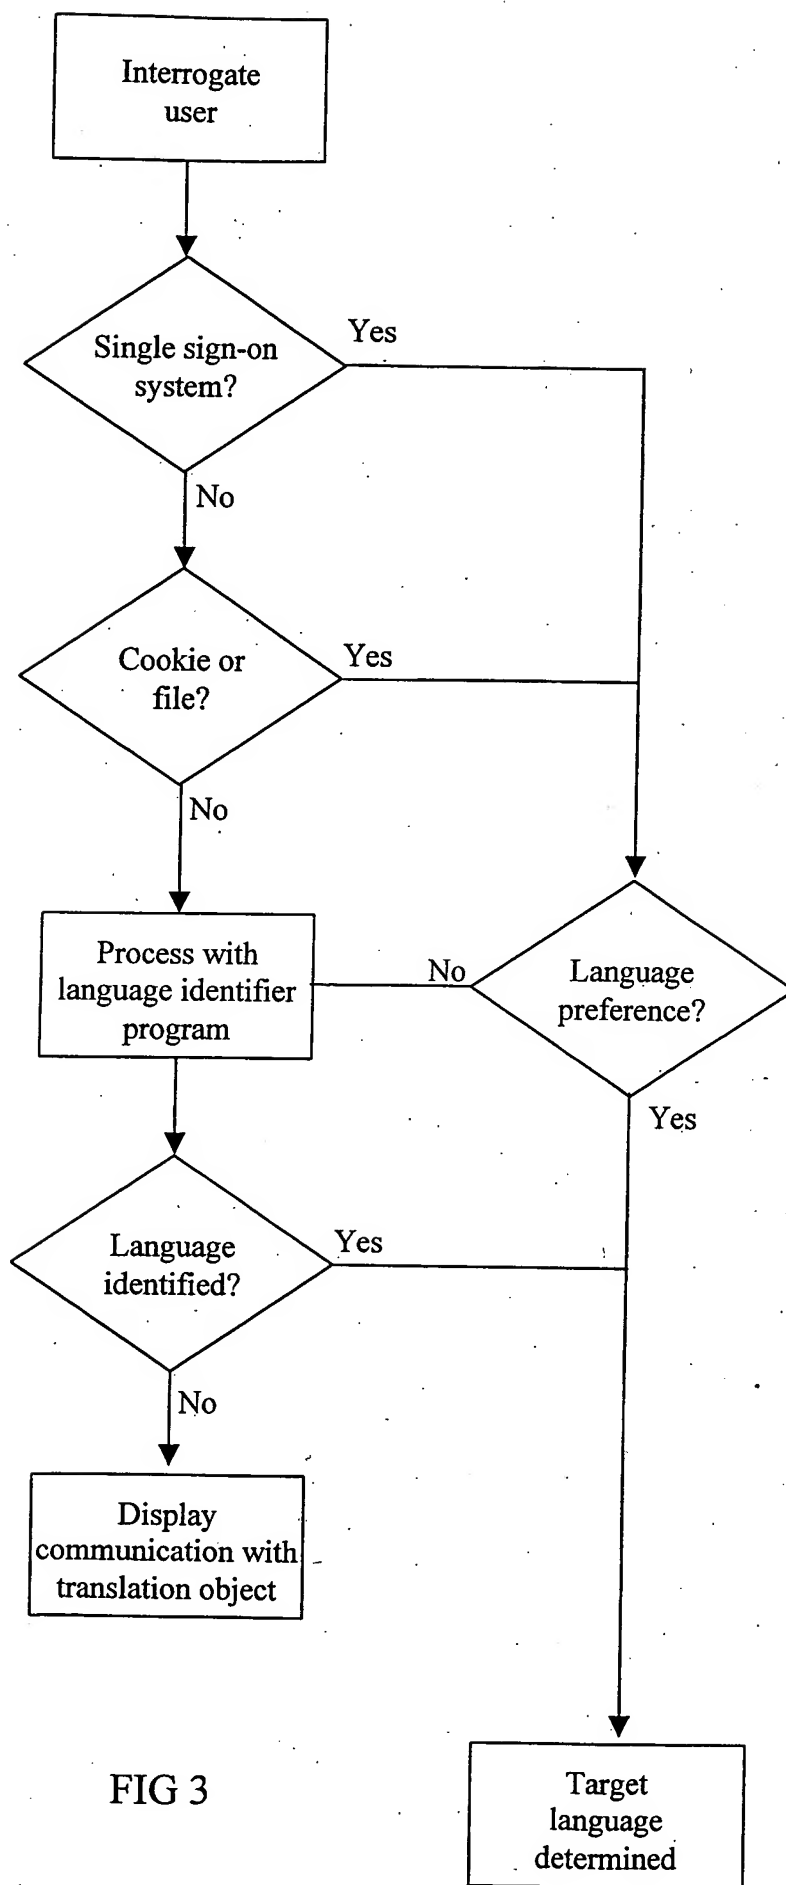 Interrogate
user
Single sign-on
system?
Yes
No
Cookie or
file?
Yes
No
Process with
language identifier
program
No
Language
preference?
Yes
Language
identified?
Yes
No
Display
communication with
translation object
FIG 3
Target
language
determined